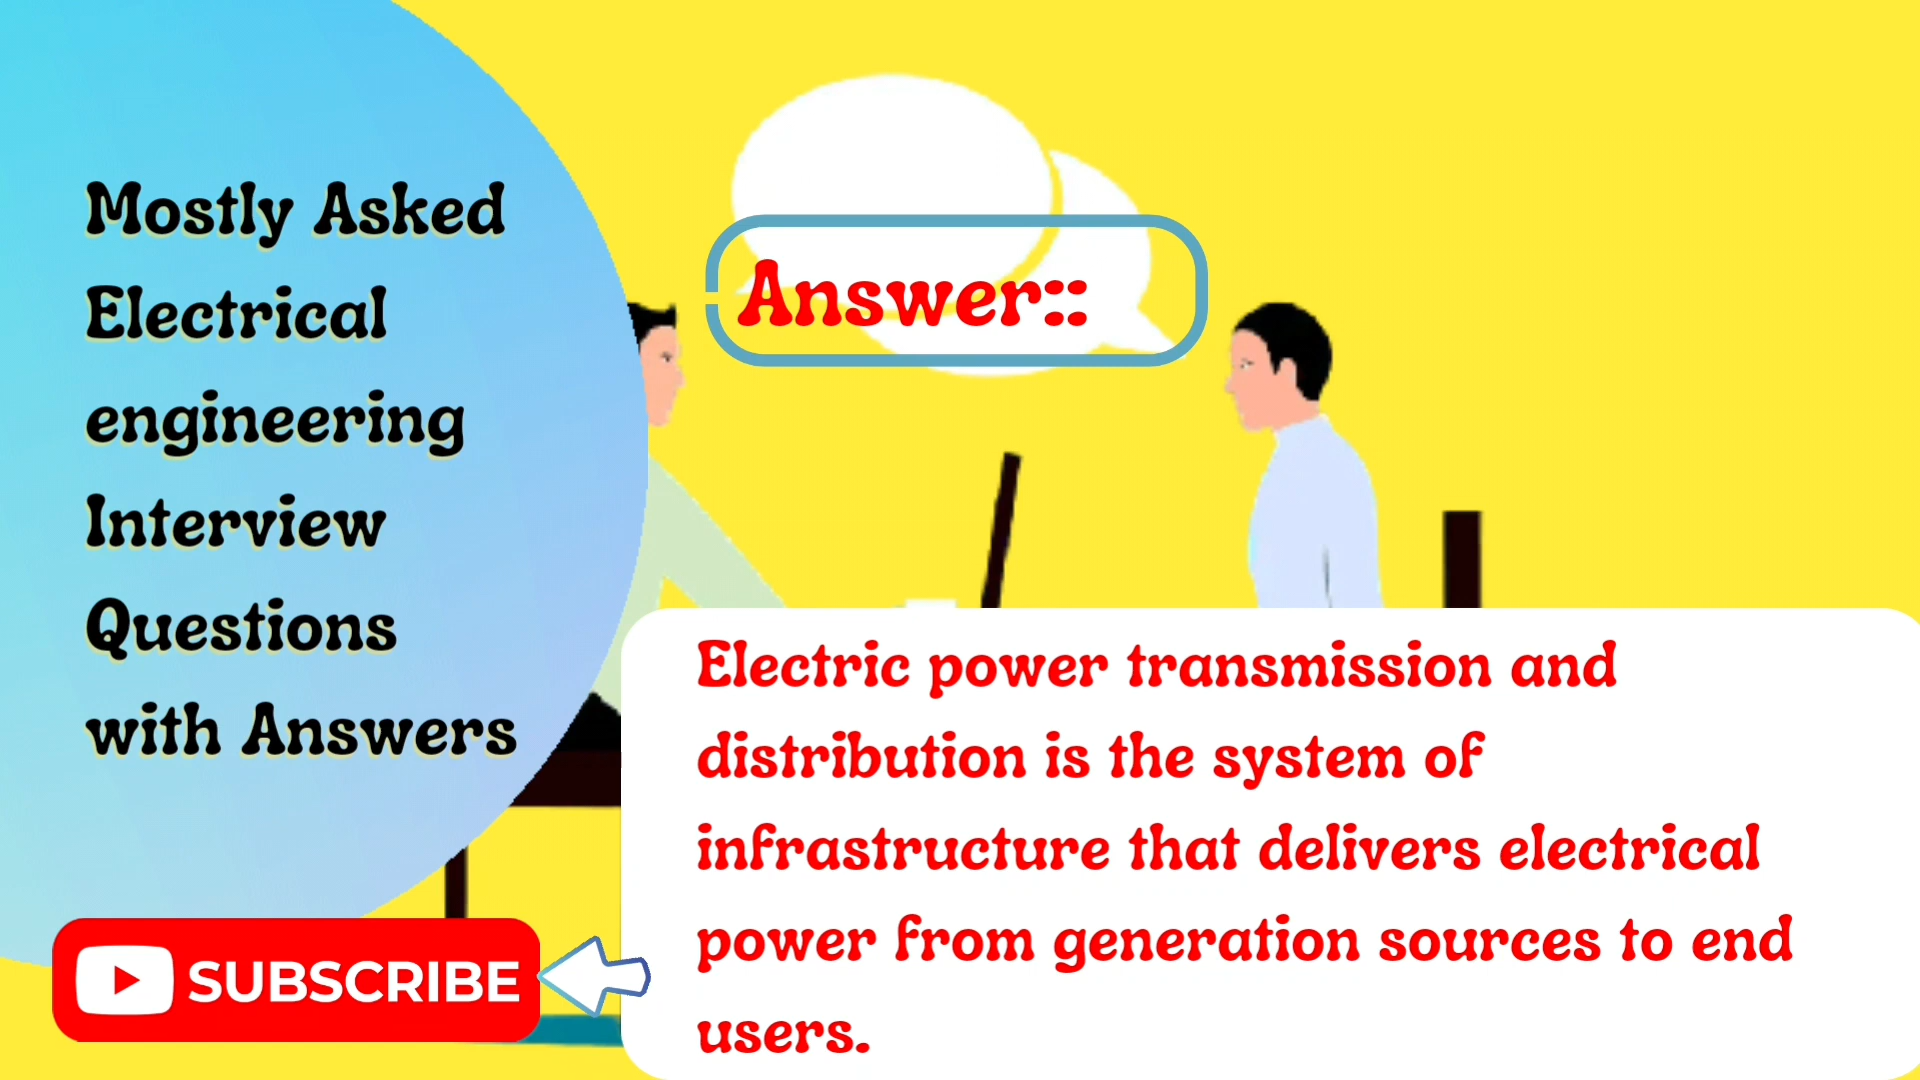 Mostly Asked
Electrical
engineering
Interview
Questions
with Answers
Answer::
Electric power transmission and
distribution is the system of
infrastructure that delivers electrical
power from generation sources to end
users.
SUBSCRIBE